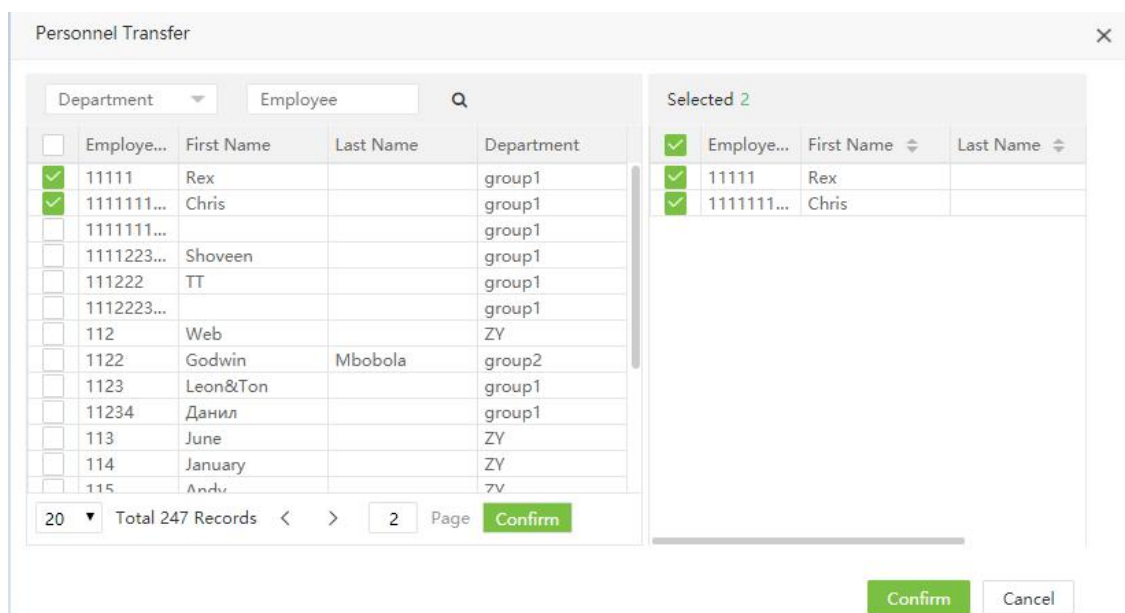 Personnel Transfer
Department Employee
Employe... First Name Last Name Department
11111 Rex group1
1111111... Chris group1
1111111... group1
1111223... Shoveen group1
111222 TT group1
1112223... group1
112 Web ZY
1122 Godwin Mbobola group2
1123 Leon&Ton group1
11234 Данил group1
113 June ZY
114 January ZY
115 Andy ZY
20 Total 247 Records < > 2 Page Confirm
Selected 2
Employe... First Name Last Name
11111 Rex
1111111... Chris
Confirm Cancel